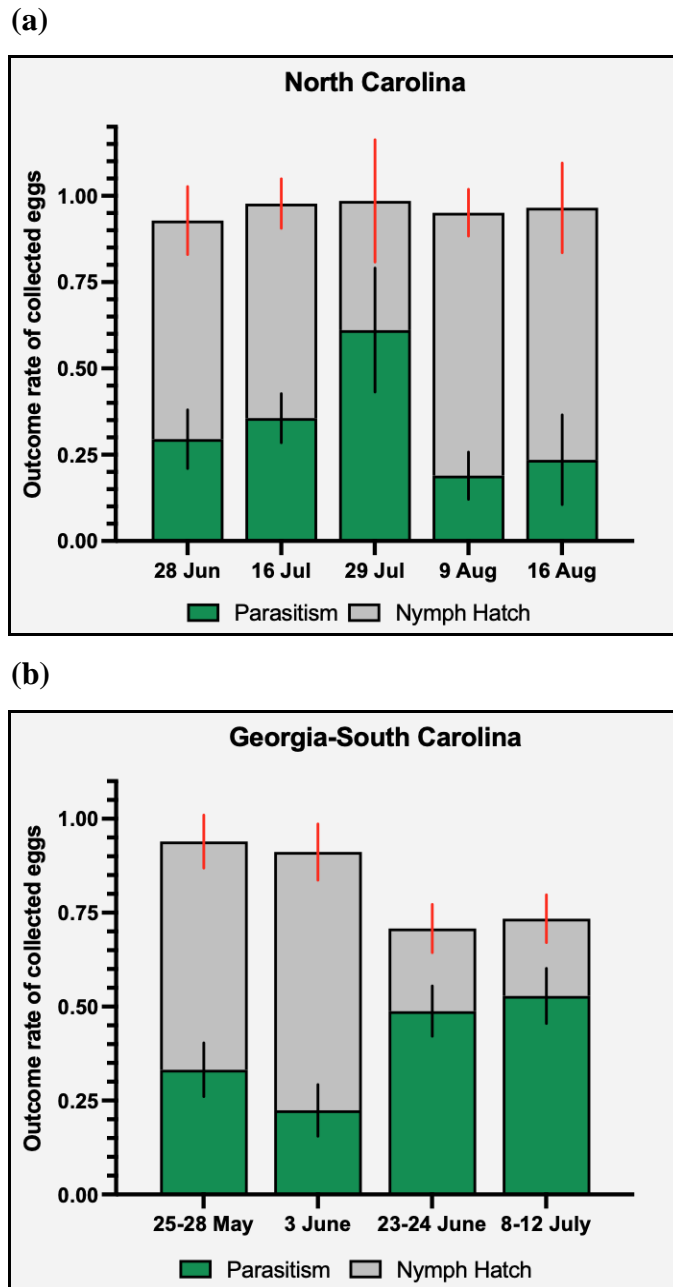 (a)
North Carolina
Outcome rate of collected eggs
1.00
0.75
0.50
0.25
0.00
28 Jun 16 Jul 29 Jul 9 Aug 16 Aug
Parasitism Nymph Hatch
(b)
Georgia-South Carolina
Outcome rate of collected eggs
1.00
0.75
0.50
0.25
0.00
25-28 May 3 June 23-24 June 8-12 July
Parasitism Nymph Hatch